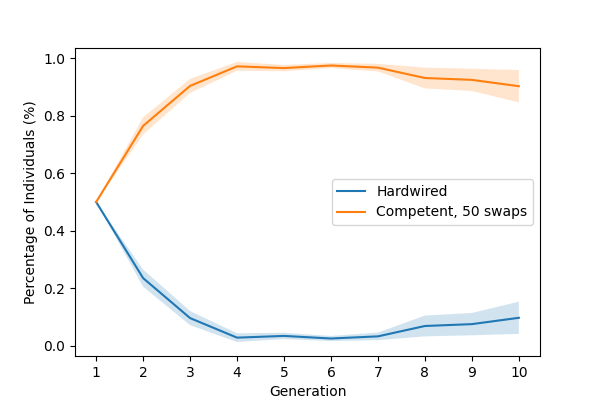 1.0
0.8
0.6
0.4
0.2
0.0
Percentage of Individuals (%)
Hardwired
Competent, 50 swaps
1 2 3 4 5 6 7 8 9 10
Generation